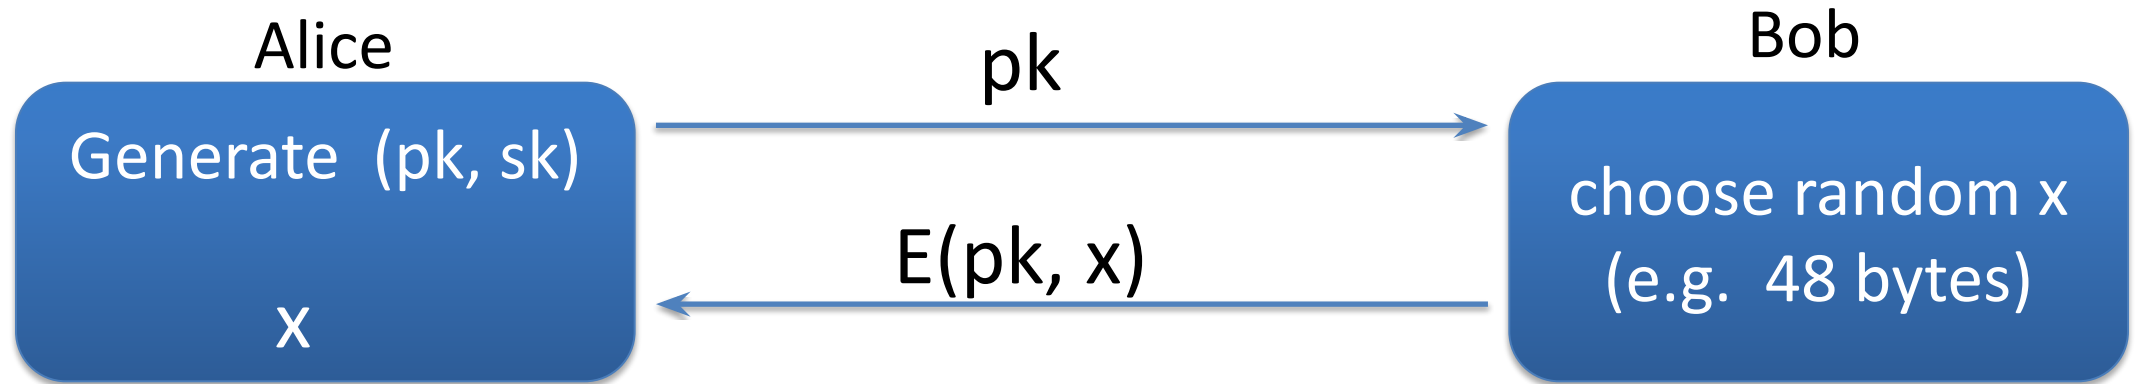 Alice
Generate (pk, sk)
x
pk
E(pk, x)
Bob
choose random x
(e.g. 48 bytes)